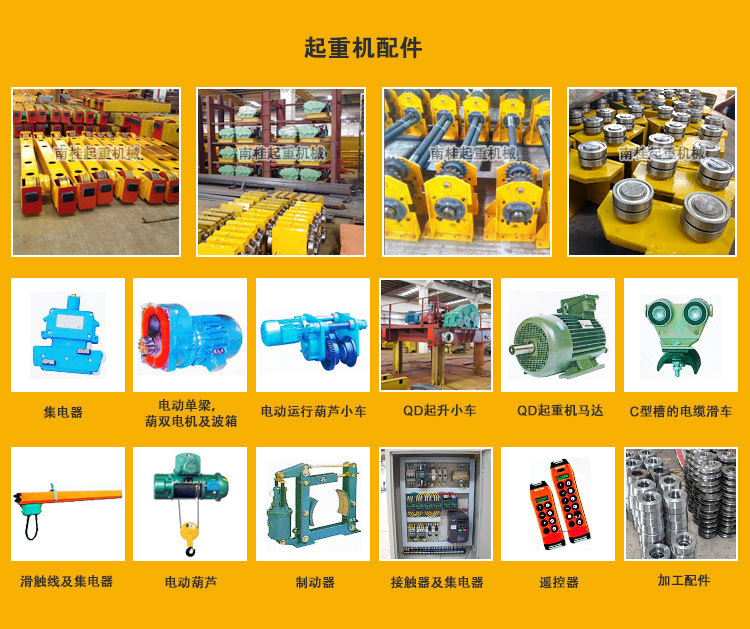 起重机配件
南桂起重机械
南桂起重机械
南桂起重机械
南桂起重机械
集电器
电动单梁,
葫双电机及波箱
电动运行葫芦小车
QD起升小车
QD起重机马达
C型槽的电缆滑车
滑触线及集电器
电动葫芦
制动器
接触器及集电器
遥控器
加工配件